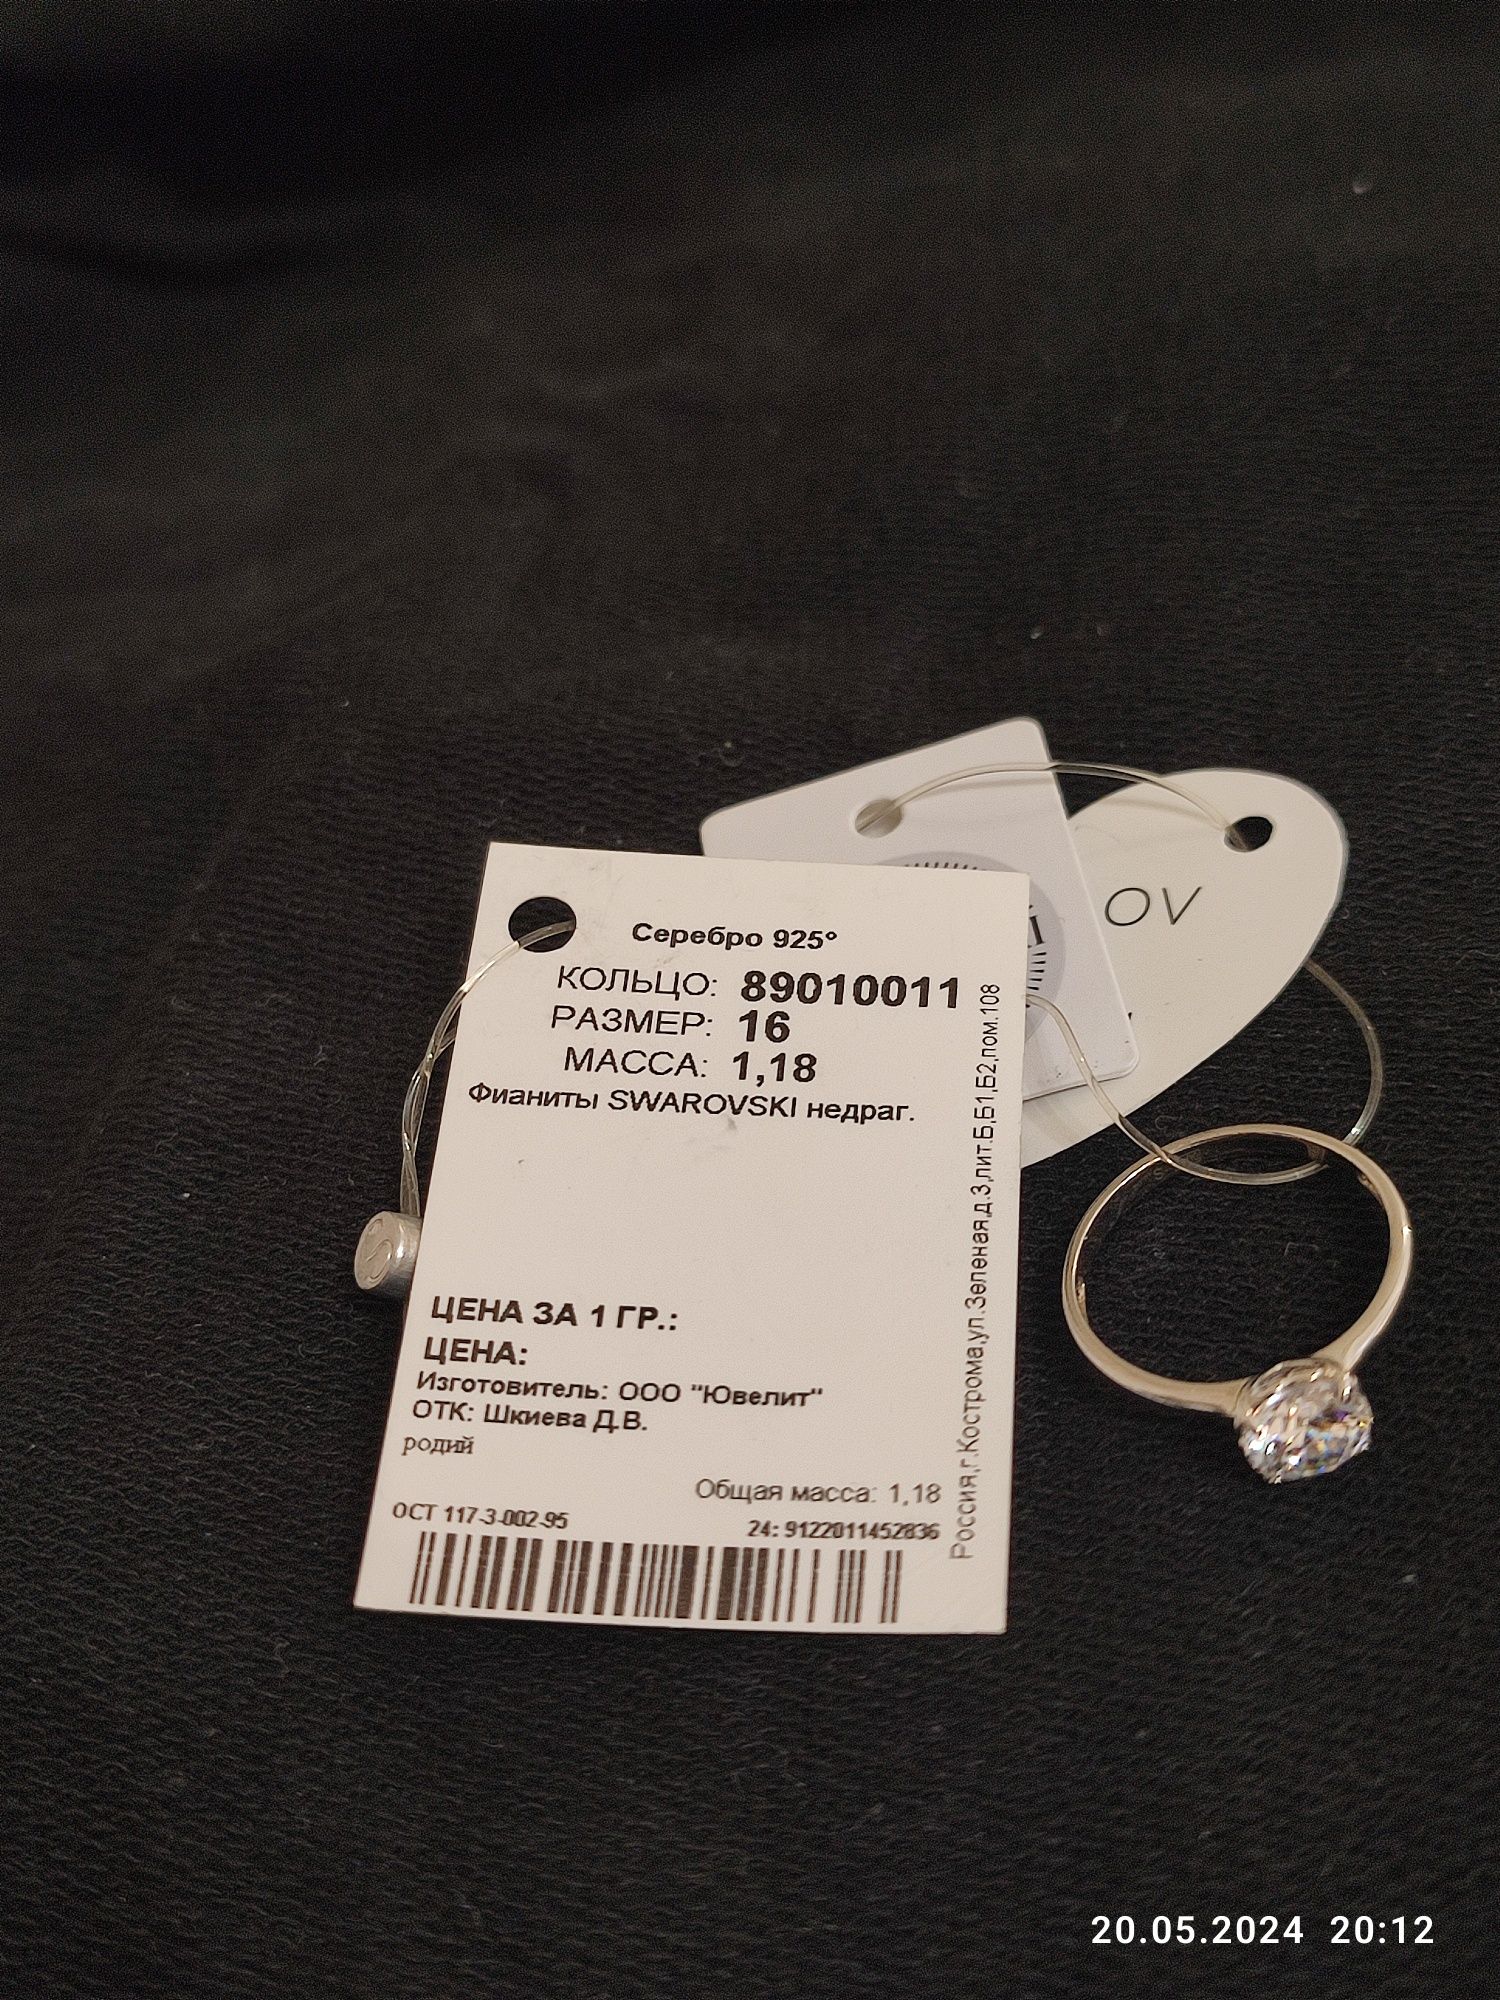 Серебро 925°
КОЛЬЦО: 89010011
РАЗМЕР: 16
МАССА: 1,18
Фианиты SWAROVSKI недраг.
ЦЕНА ЗА 1 ГР.:
ЦЕНА:
Изготовитель: ООО "Ювелит"
ОТК: Шкиева Д.В.
родий
Общая масса: 1,18
ОСТ 117-3-002-95
24: 9122011452836
Россия,г.Кострома,ул.Зеленая,д.3,лит.Б,Б1,Б2,пом.108
OV
20.05.2024 20:12